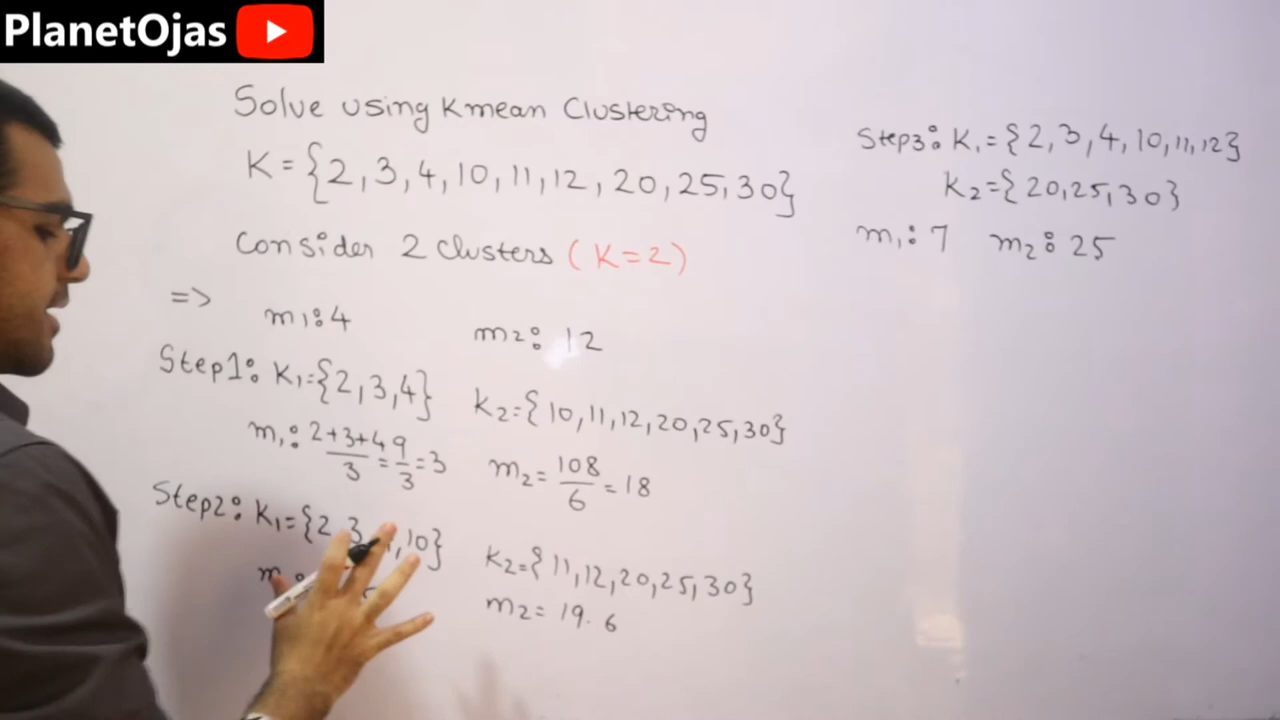 PlanetOjas
Solve using Kmean Clustering
K = {2, 3, 4, 10, 11, 12, 20, 25, 30}
Consider 2 clusters (K=2)
=> m1: 4 m2: 12
Step1: K1={2, 3, 4} K2={10, 11, 12, 20, 25, 30}
m1: 2+3+4/3 = 9/3 = 3 m2 = 108/6 = 18
Step2: K1={2, 3, , 10} K2={11, 12, 20, 25, 30}
m m2 = 19.6
Step3: K1={2, 3, 4, 10, 11, 12}
K2={20, 25, 30}
m1: 7 m2: 25